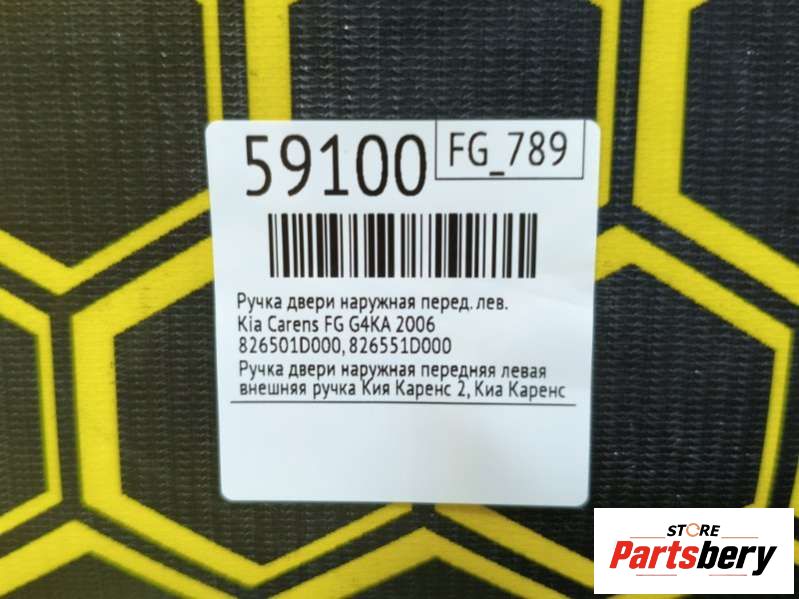 59100
FG_789
Ручка двери наружная перед. лев.
Kia Carens FG G4KA 2006
826501D000, 826551D000
Ручка двери наружная передняя левая
внешняя ручка Кия Каренс 2, Киа Каренс
STORE
Partsbery